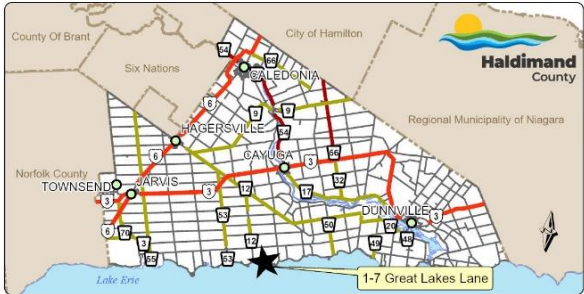 County Of Brant
City of Hamilton
Haldimand
County
54
66
CALEDONIA
Six Nations
6
9
9
54
HAGERSVILLE
Regional Municipality of Niagara
6
CAYUGA
3
56
Norfolk County
TOWNSEND
JARVIS
3
3
12
17
32
DUNNVILLE
6
70
53
50
20
3
3
12
49
48
55
53
Lake Erie
1-7 Great Lakes Lane